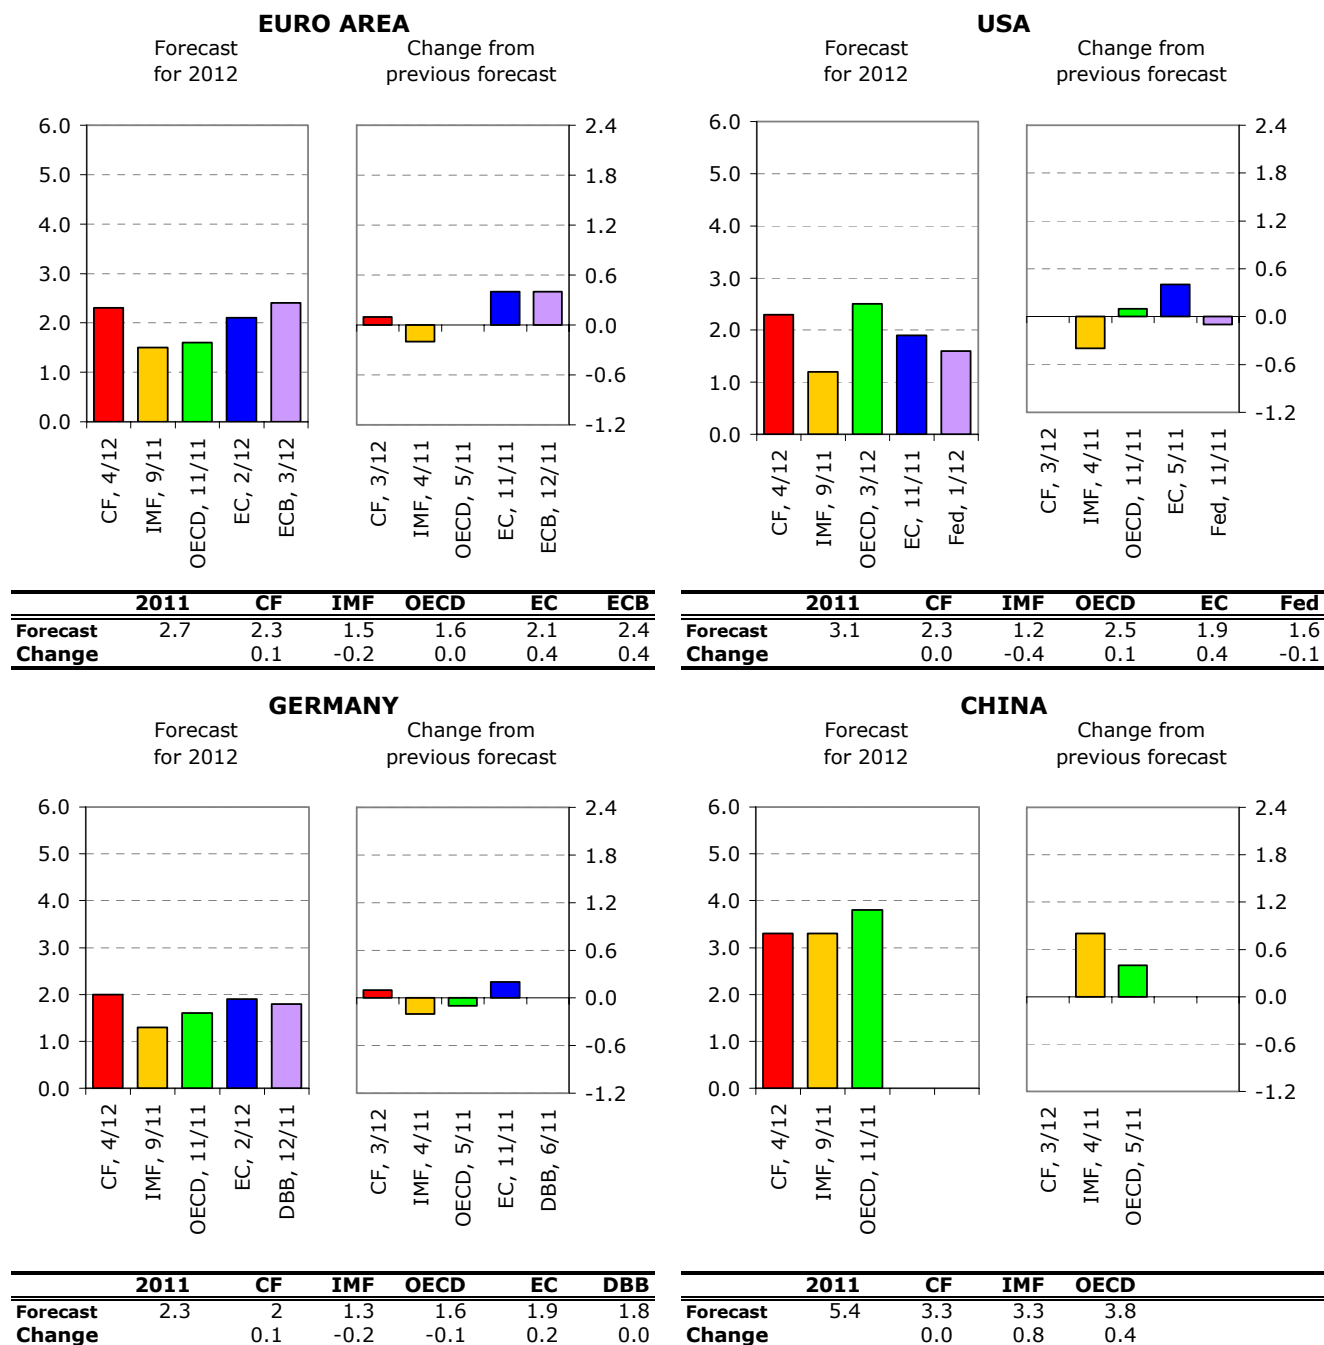 EURO AREA
Forecast
for 2012
Change from
previous forecast
6.0
5.0
4.0
3.0
2.0
1.0
0.0
2.4
1.8
1.2
0.6
0.0
-0.6
-1.2
CF, 4/12
IMF, 9/11
OECD, 11/11
EC, 2/12
ECB, 3/12
CF, 3/12
IMF, 4/11
OECD, 5/11
EC, 11/11
ECB, 12/11
2011 CF IMF OECD EC ECB
Forecast 2.7 2.3 1.5 1.6 2.1 2.4
Change 0.1 -0.2 0.0 0.4 0.4
USA
Forecast
for 2012
Change from
previous forecast
6.0
5.0
4.0
3.0
2.0
1.0
0.0
2.4
1.8
1.2
0.6
0.0
-0.6
-1.2
CF, 4/12
IMF, 9/11
OECD, 3/12
EC, 11/11
Fed, 1/12
CF, 3/12
IMF, 4/11
OECD, 11/11
EC, 5/11
Fed, 11/11
2011 CF IMF OECD EC Fed
Forecast 3.1 2.3 1.2 2.5 1.9 1.6
Change 0.0 -0.4 0.1 0.4 -0.1
GERMANY
Forecast
for 2012
Change from
previous forecast
6.0
5.0
4.0
3.0
2.0
1.0
0.0
2.4
1.8
1.2
0.6
0.0
-0.6
-1.2
CF, 4/12
IMF, 9/11
OECD, 11/11
EC, 2/12
DBB, 12/11
CF, 3/12
IMF, 4/11
OECD, 5/11
EC, 11/11
DBB, 6/11
2011 CF IMF OECD EC DBB
Forecast 2.3 2 1.3 1.6 1.9 1.8
Change 0.1 -0.2 -0.1 0.2 0.0
CHINA
Forecast
for 2012
Change from
previous forecast
6.0
5.0
4.0
3.0
2.0
1.0
0.0
2.4
1.8
1.2
0.6
0.0
-0.6
-1.2
CF, 4/12
IMF, 9/11
OECD, 11/11
CF, 3/12
IMF, 4/11
OECD, 5/11
2011 CF IMF OECD
Forecast 5.4 3.3 3.3 3.8
Change 0.0 0.8 0.4